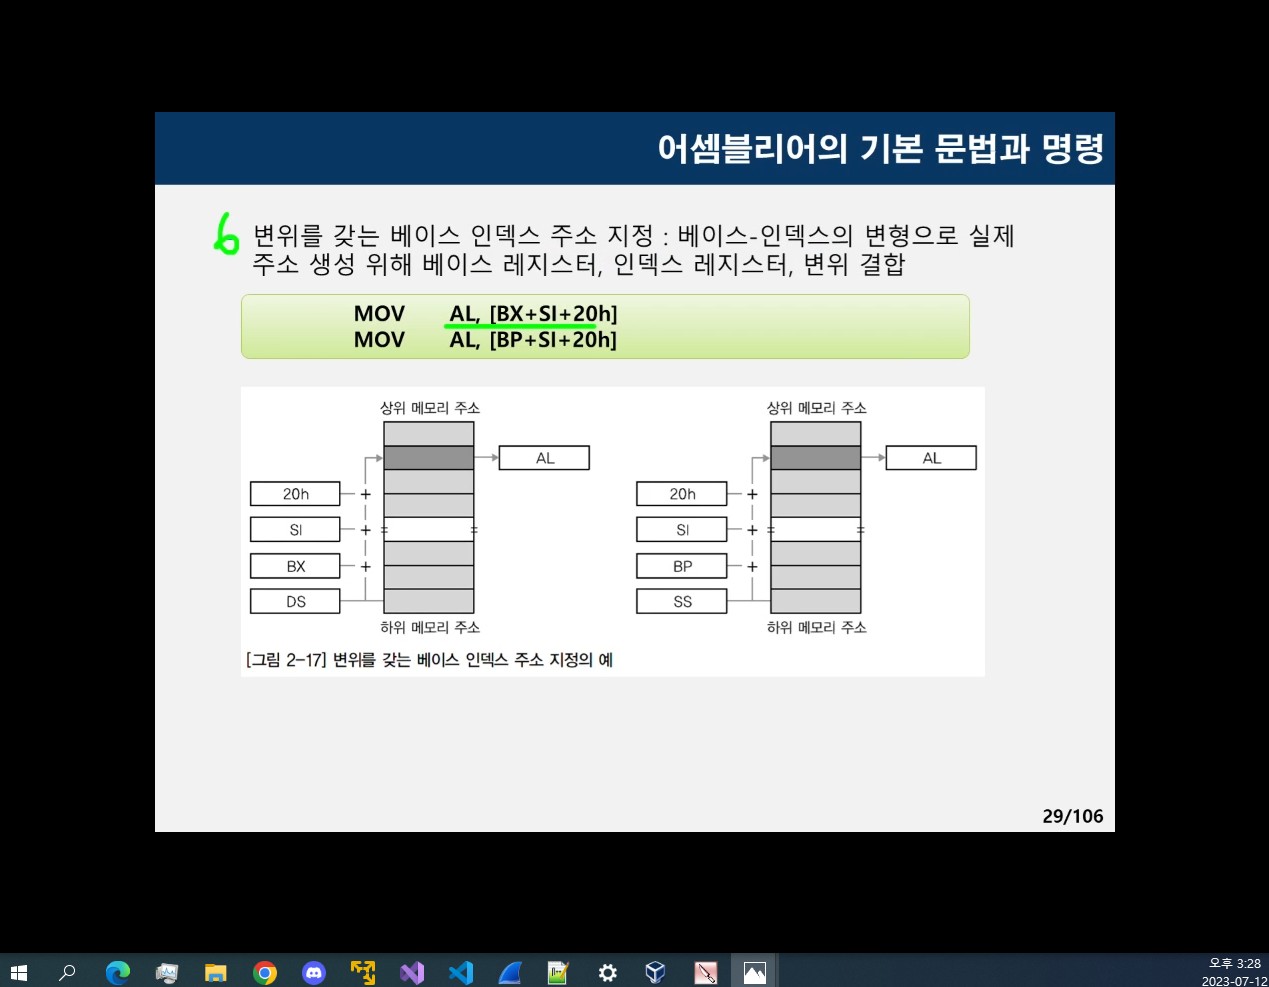 어셈블리어의 기본 문법과 명령
6 변위를 갖는 베이스 인덱스 주소 지정 : 베이스-인덱스의 변형으로 실제
주소 생성 위해 베이스 레지스터, 인덱스 레지스터, 변위 결합
MOV AL, [BX+SI+20h]
MOV AL, [BP+SI+20h]
상위 메모리 주소
AL
20h
+
SI
+
=
=
BX
+
DS
하위 메모리 주소
상위 메모리 주소
AL
20h
+
SI
+
=
=
BP
+
SS
하위 메모리 주소
[그림 2-17] 변위를 갖는 베이스 인덱스 주소 지정의 예
29/106
오후 3:28
2023-07-12